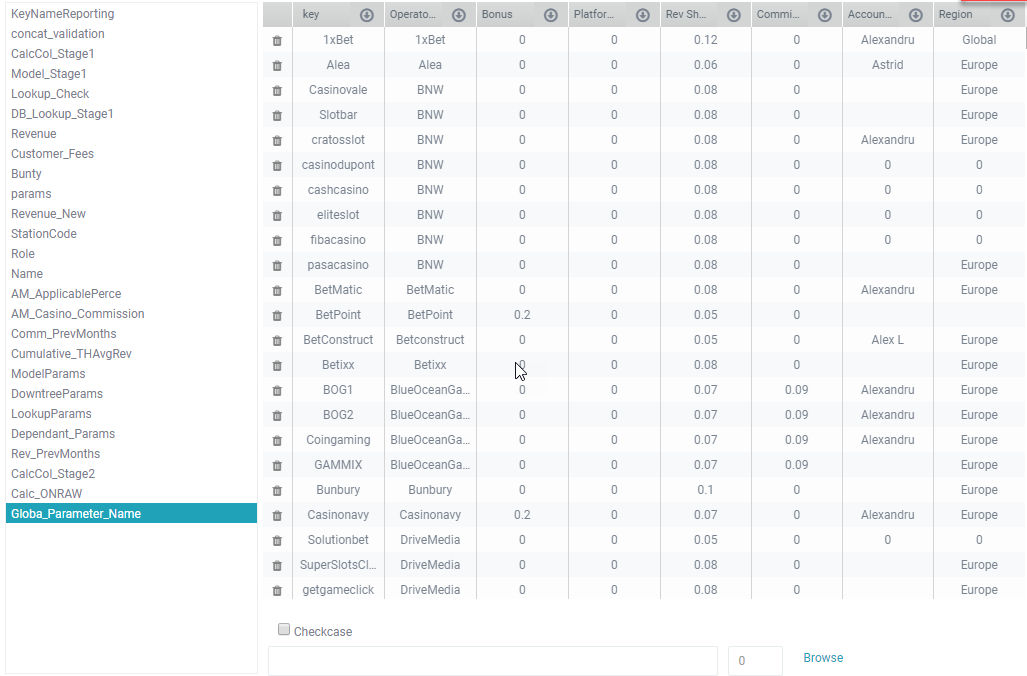 KeyNameReporting
concat_validation
CalcCol_Stage1
Model_Stage1
Lookup_Check
DB_Lookup_Stage1
Revenue
Customer_Fees
Bunty
params
Revenue_New
StationCode
Role
Name
AM_ApplicablePerce
AM_Casino_Commission
Comm_PrevMonths
Cumulative_THAvgRev
ModelParams
DowntreeParams
LookupParams
Dependant_Params
Rev_PrevMonths
CalcCol_Stage2
Calc_ONRAW
Globa_Parameter_Name
key Operato... Bonus Platfor... Rev Sh... Commi... Accoun... Region
1xBet 1xBet 0 0 0.12 0 Alexandru Global
Alea Alea 0 0 0.06 0 Astrid Europe
Casinovale BNW 0 0 0.08 0 Europe
Slotbar BNW 0 0 0.08 0 Europe
cratosslot BNW 0 0 0.08 0 Alexandru Europe
casinodupont BNW 0 0 0.08 0 0 0
cashcasino BNW 0 0 0.08 0 0 0
eliteslot BNW 0 0 0.08 0 0 0
fibacasino BNW 0 0 0.08 0 0 0
pasacasino BNW 0 0 0.08 0 Europe
BetMatic BetMatic 0 0 0.08 0 Alexandru Europe
BetPoint BetPoint 0.2 0 0.05 0
BetConstruct Betconstruct 0 0 0.05 0 Alex L Europe
Betixx Betixx 0 0 0.08 0 Europe
BOG1 BlueOceanGa... 0 0 0.07 0.09 Alexandru Europe
BOG2 BlueOceanGa... 0 0 0.07 0.09 Alexandru Europe
Coingaming BlueOceanGa... 0 0 0.07 0.09 Alexandru Europe
GAMMIX BlueOceanGa... 0 0 0.07 0.09 Europe
Bunbury Bunbury 0 0 0.1 0 Europe
Casinonavy Casinonavy 0.2 0 0.07 0 Alexandru Europe
Solutionbet DriveMedia 0 0 0.05 0 0 0
SuperSlotsCl... DriveMedia 0 0 0.08 0 Europe
getgameclick DriveMedia 0 0 0.08 0 Europe
Checkcase
0 Browse